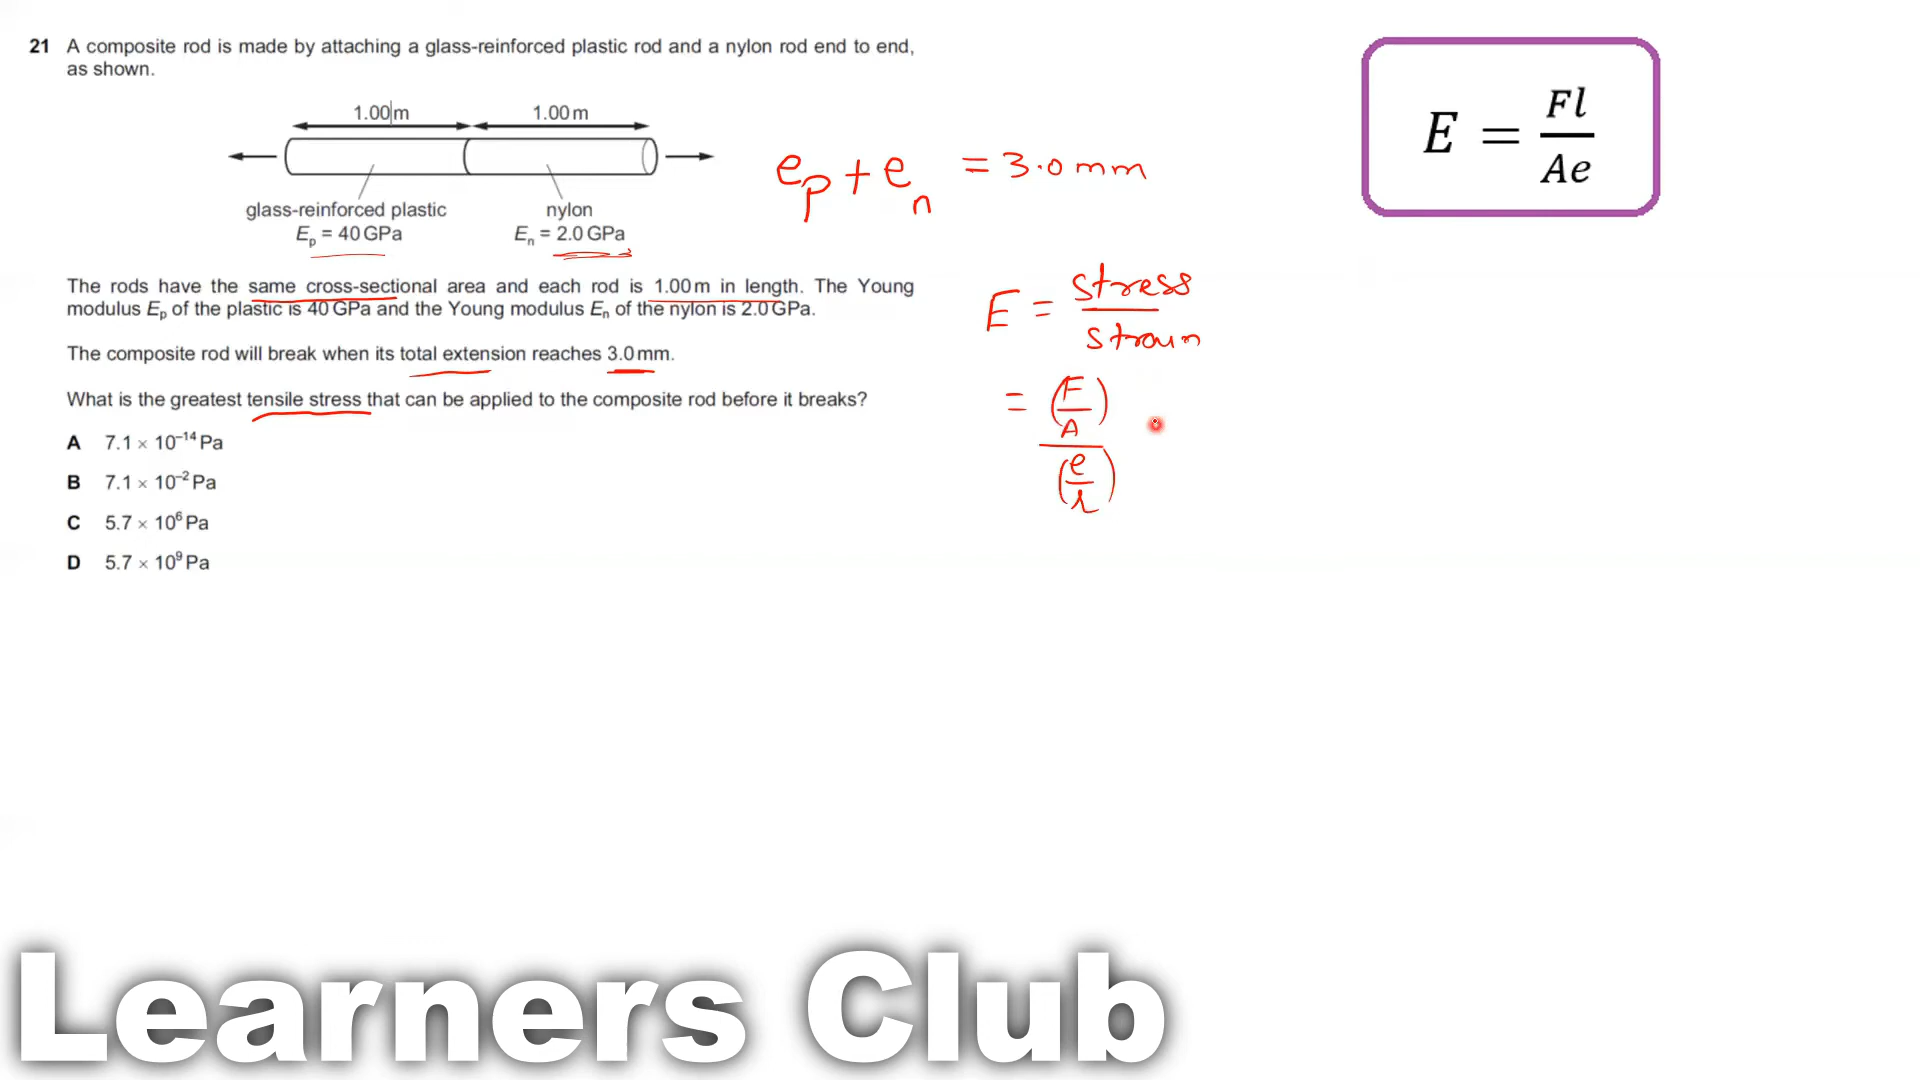 21 A composite rod is made by attaching a glass-reinforced plastic rod and a nylon rod end to end,
as shown.
1.00 m 1.00 m
glass-reinforced plastic nylon
Eₚ = 40 GPa Eₙ = 2.0 GPa
The rods have the same cross-sectional area and each rod is 1.00 m in length. The Young
modulus Eₚ of the plastic is 40 GPa and the Young modulus Eₙ of the nylon is 2.0 GPa.
The composite rod will break when its total extension reaches 3.0 mm.
What is the greatest tensile stress that can be applied to the composite rod before it breaks?
A 7.1 × 10⁻¹⁴ Pa
B 7.1 × 10⁻² Pa
C 5.7 × 10⁶ Pa
D 5.7 × 10⁹ Pa
eₚ + eₙ = 3.0 mm
E = stress / strain
= (F/A) / (e/l)
E = Fl / Ae
Learners Club